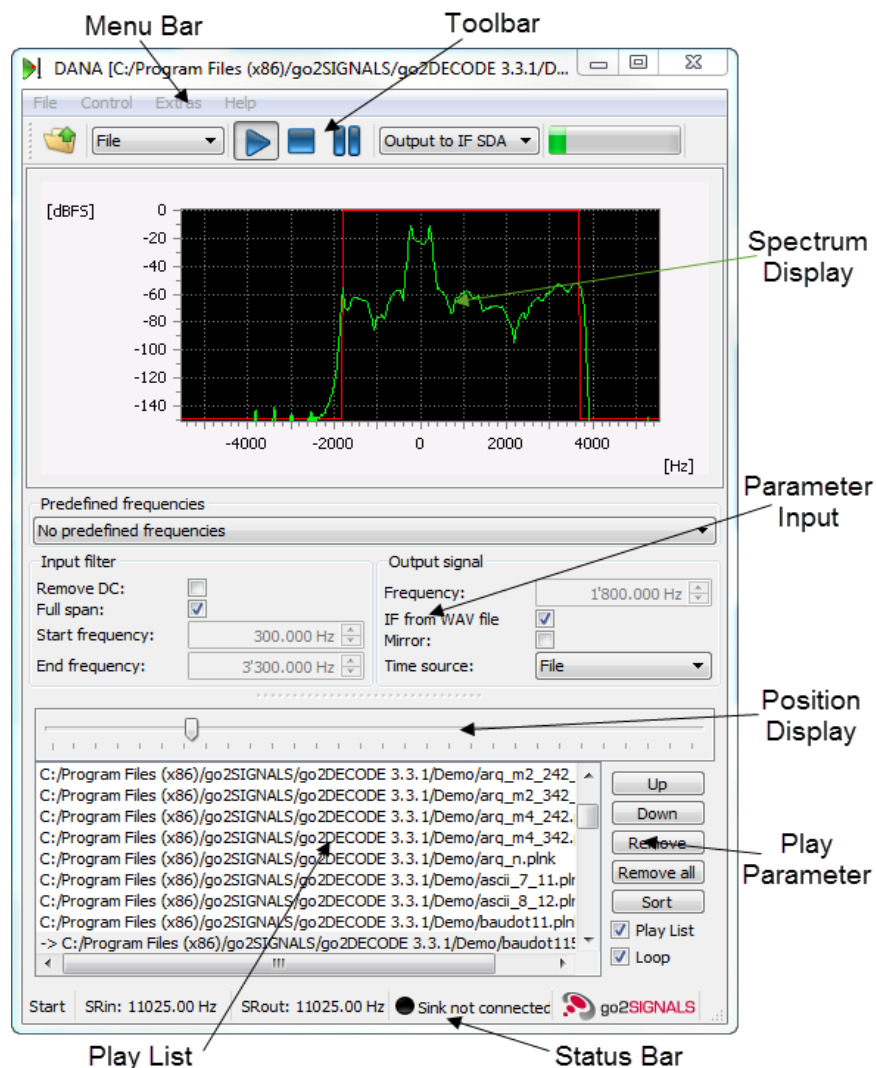 Menu Bar
Toolbar
DANA [C:/Program Files (x86)/go2SIGNALS/go2DECODE 3.3.1/D...
File Control Extras Help
File
Output to IF SDA
[dBFS]
0
-20
-40
-60
-80
-100
-120
-140
-4000 -2000 0 2000 4000
[Hz]
Spectrum
Display
Predefined frequencies
No predefined frequencies
Parameter
Input
Input filter
Remove DC:
Full span:
Start frequency: 300.000 Hz
End frequency: 3'300.000 Hz
Output signal
Frequency: 1'800.000 Hz
IF from WAV file
Mirror:
Time source: File
Position
Display
C:/Program Files (x86)/go2SIGNALS/go2DECODE 3.3.1/Demo/arq_m2_242_
C:/Program Files (x86)/go2SIGNALS/go2DECODE 3.3.1/Demo/arq_m2_342_
C:/Program Files (x86)/go2SIGNALS/go2DECODE 3.3.1/Demo/arq_m4_242.
C:/Program Files (x86)/go2SIGNALS/go2DECODE 3.3.1/Demo/arq_m4_342.
C:/Program Files (x86)/go2SIGNALS/go2DECODE 3.3.1/Demo/arq_n.plnk
C:/Program Files (x86)/go2SIGNALS/go2DECODE 3.3.1/Demo/ascii_7_11.pln
C:/Program Files (x86)/go2SIGNALS/go2DECODE 3.3.1/Demo/ascii_8_12.pln
C:/Program Files (x86)/go2SIGNALS/go2DECODE 3.3.1/Demo/baudot11.pln
-> C:/Program Files (x86)/go2SIGNALS/go2DECODE 3.3.1/Demo/baudot115
Up
Down
Remove
Remove all
Sort
Play List
Loop
Play
Parameter
Start SRin: 11025.00 Hz SRout: 11025.00 Hz Sink not connected go2SIGNALS
Play List
Status Bar